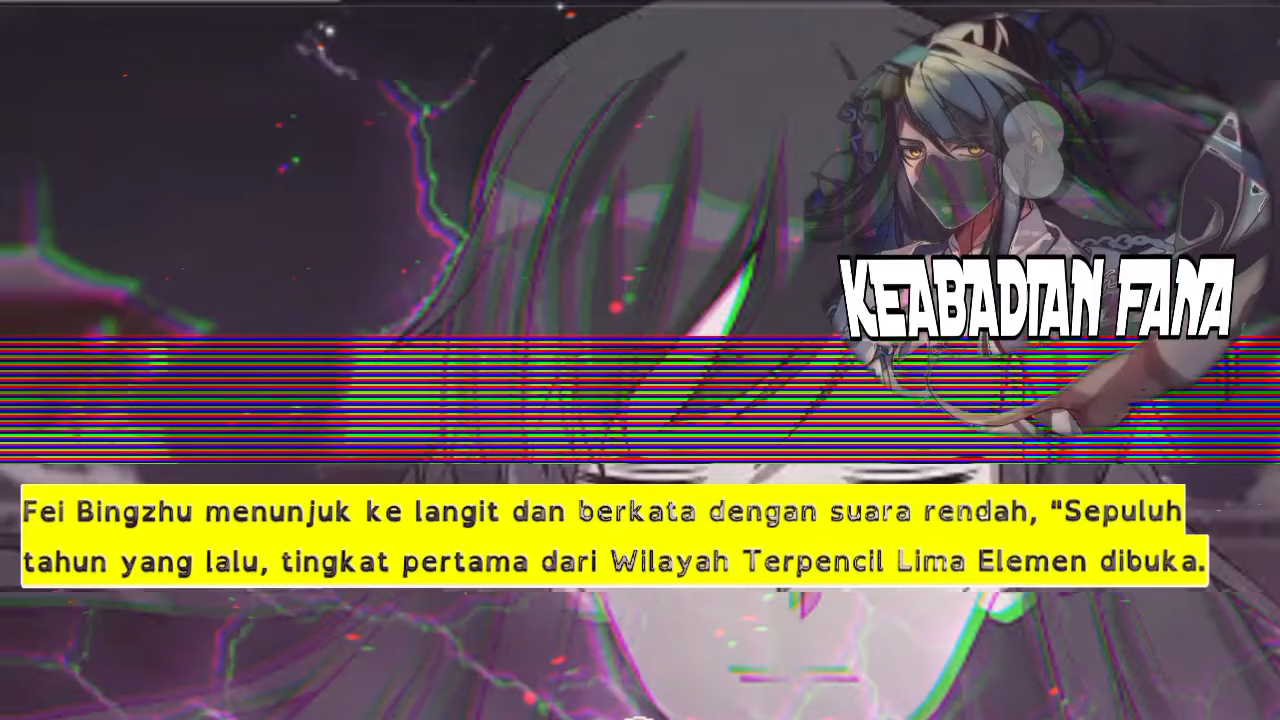 KEABADIAN FANA
Fei Bingzhu menunjuk ke langit dan berkata dengan suara rendah, “Sepuluh
tahun yang lalu, tingkat pertama dari Wilayah Terpencil Lima Elemen dibuka.